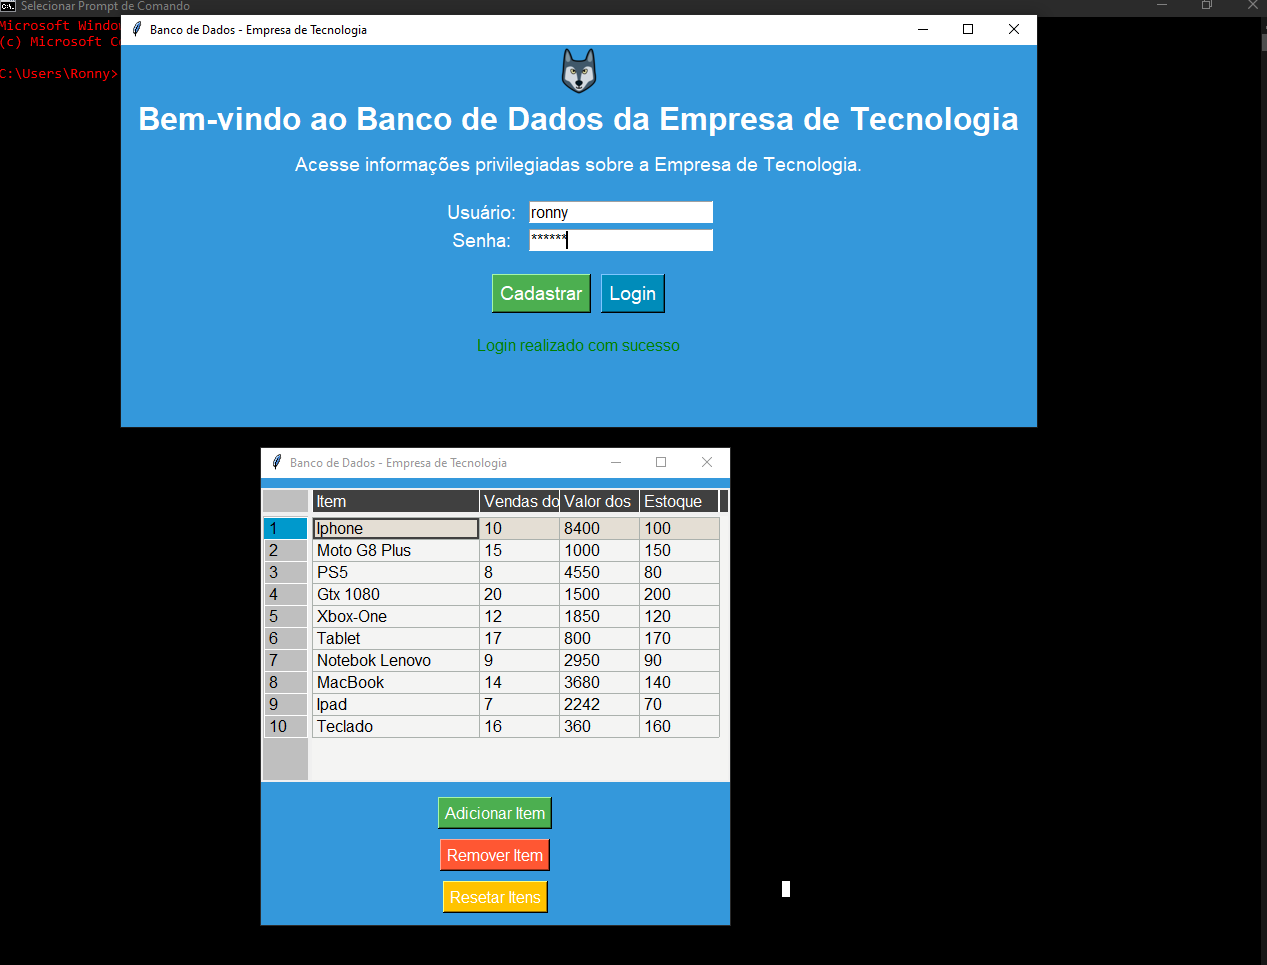 Selecionar Prompt de Comando
Microsoft Windo
(c) Microsoft C
C:\Users\Ronny>
Banco de Dados - Empresa de Tecnologia
Bem-vindo ao Banco de Dados da Empresa de Tecnologia
Acesse informações privilegiadas sobre a Empresa de Tecnologia.
Usuário: ronny
Senha: ******
Cadastrar Login
Login realizado com sucesso
Banco de Dados - Empresa de Tecnologia
Item Vendas do Valor dos Estoque
1 Iphone 10 8400 100
2 Moto G8 Plus 15 1000 150
3 PS5 8 4550 80
4 Gtx 1080 20 1500 200
5 Xbox-One 12 1850 120
6 Tablet 17 800 170
7 Notebok Lenovo 9 2950 90
8 MacBook 14 3680 140
9 Ipad 7 2242 70
10 Teclado 16 360 160
Adicionar Item
Remover Item
Resetar Itens